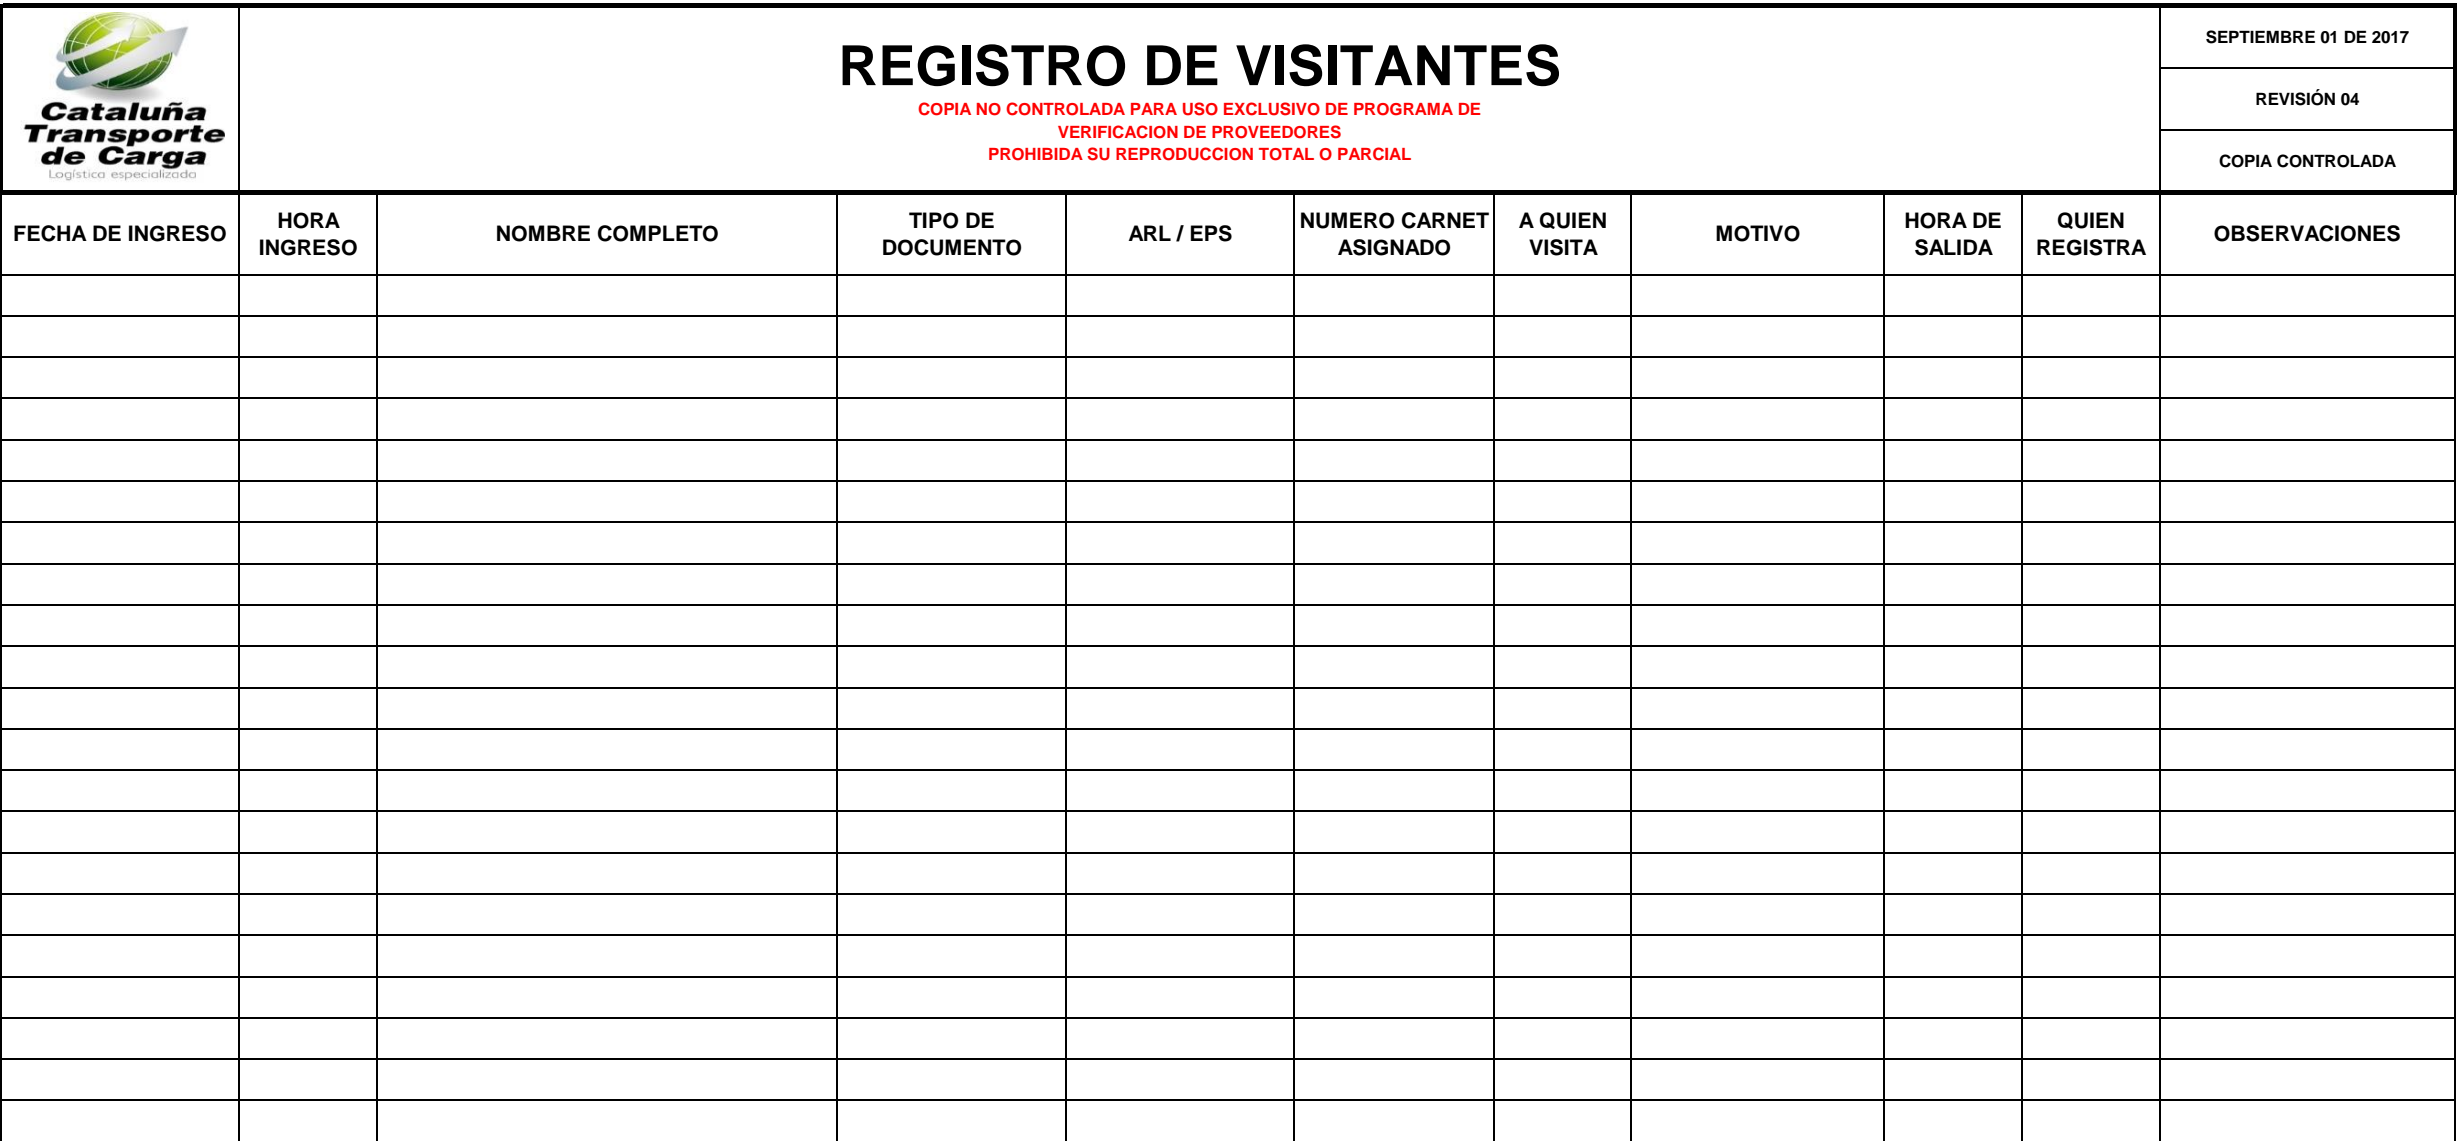 Cataluña
Transporte
de Carga
Logística especializada
REGISTRO DE VISITANTES
COPIA NO CONTROLADA PARA USO EXCLUSIVO DE PROGRAMA DE
VERIFICACION DE PROVEEDORES
PROHIBIDA SU REPRODUCCION TOTAL O PARCIAL
SEPTIEMBRE 01 DE 2017
REVISIÓN 04
COPIA CONTROLADA
FECHA DE INGRESO
HORA
INGRESO
NOMBRE COMPLETO
TIPO DE
DOCUMENTO
ARL / EPS
NUMERO CARNET
ASIGNADO
A QUIEN
VISITA
MOTIVO
HORA DE
SALIDA
QUIEN
REGISTRA
OBSERVACIONES